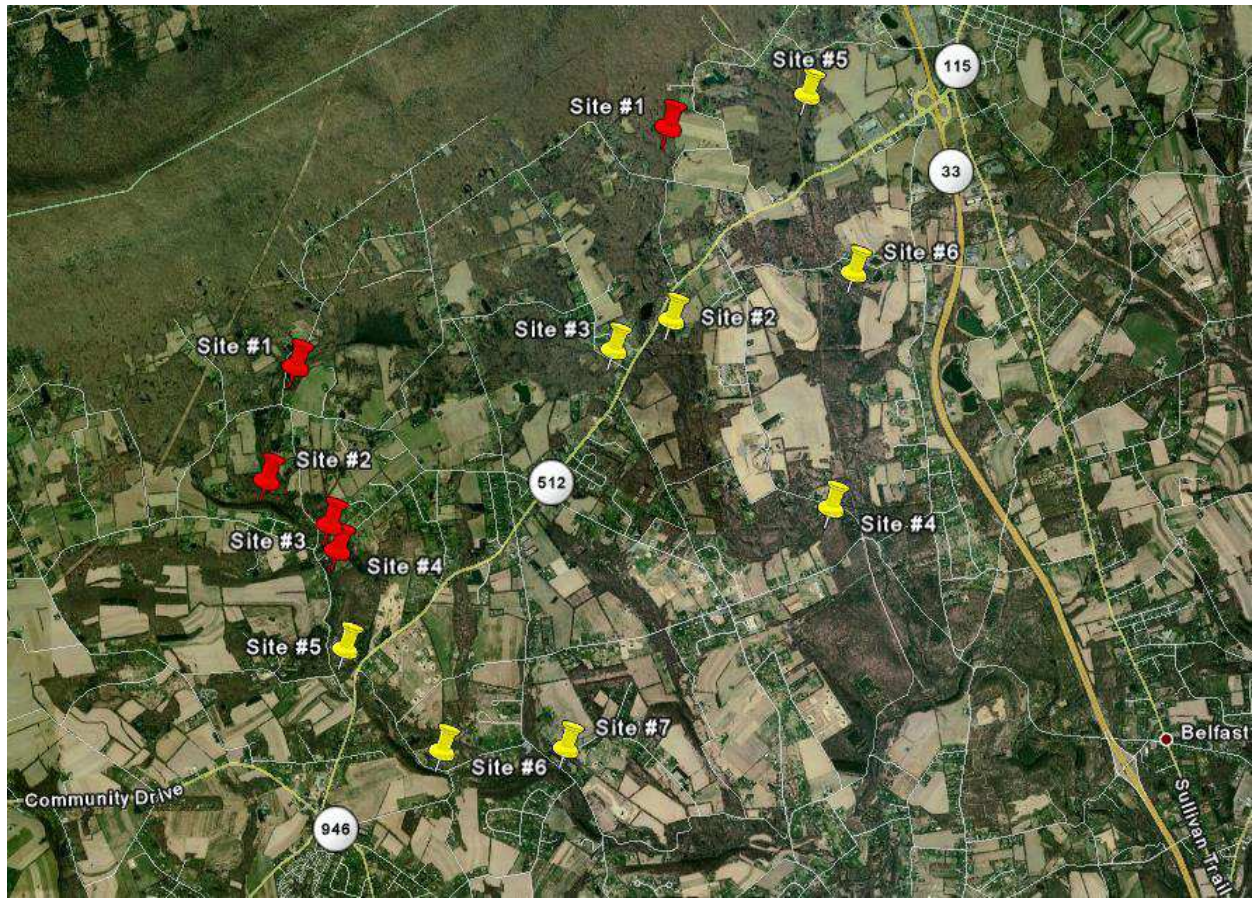 115
Site #5
Site #1
33
Site #6
Site #2
Site #3
Site #1
Site #2
512
Site #4
Site #3
Site #4
Site #5
Site #7
Belfast
Site #6
Community Drive
Sullivan Trail
946